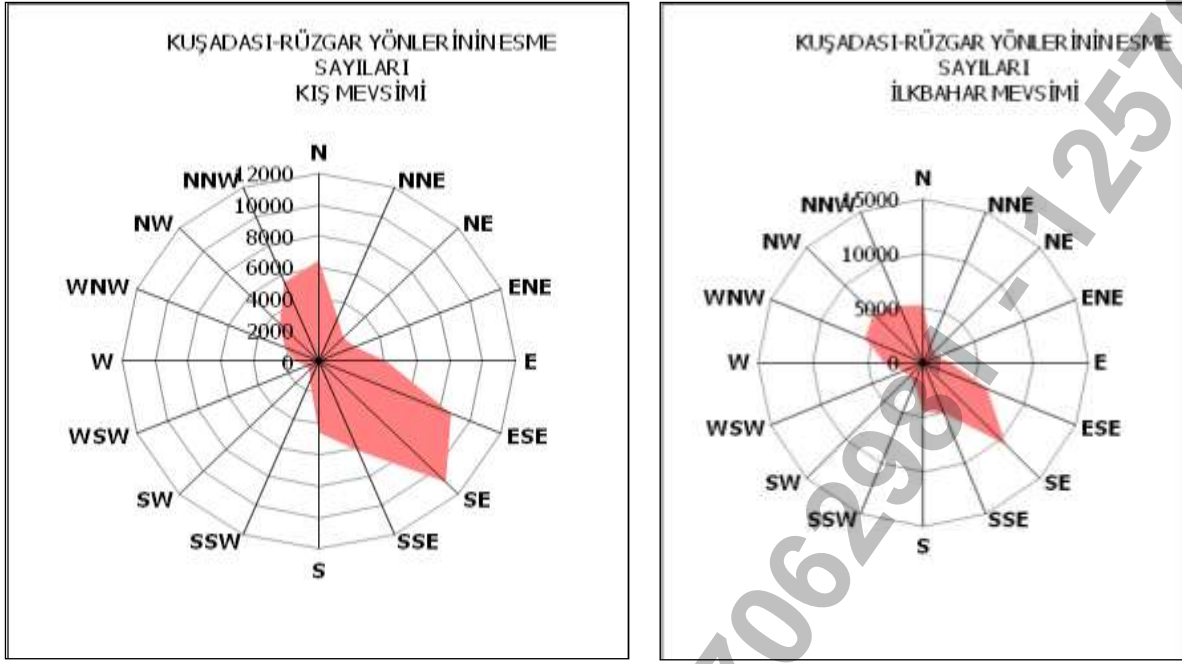 KUŞADASI-RÜZGAR YÖNLERİNİN ESME
SAYILARI
KIŞ MEVSİMİ
N
NNE
NE
ENE
E
ESE
SE
SSE
S
SSW
SW
WSW
W
WNW
NW
NNW
12000
10000
8000
6000
4000
2000
0
KUŞADASI-RÜZGAR YÖNLERİNİN ESME
SAYILARI
İLKBAHAR MEVSİMİ
N
NNE
NE
ENE
E
ESE
SE
SSE
S
SSW
SW
WSW
W
WNW
NW
NNW
15000
10000
5000
0